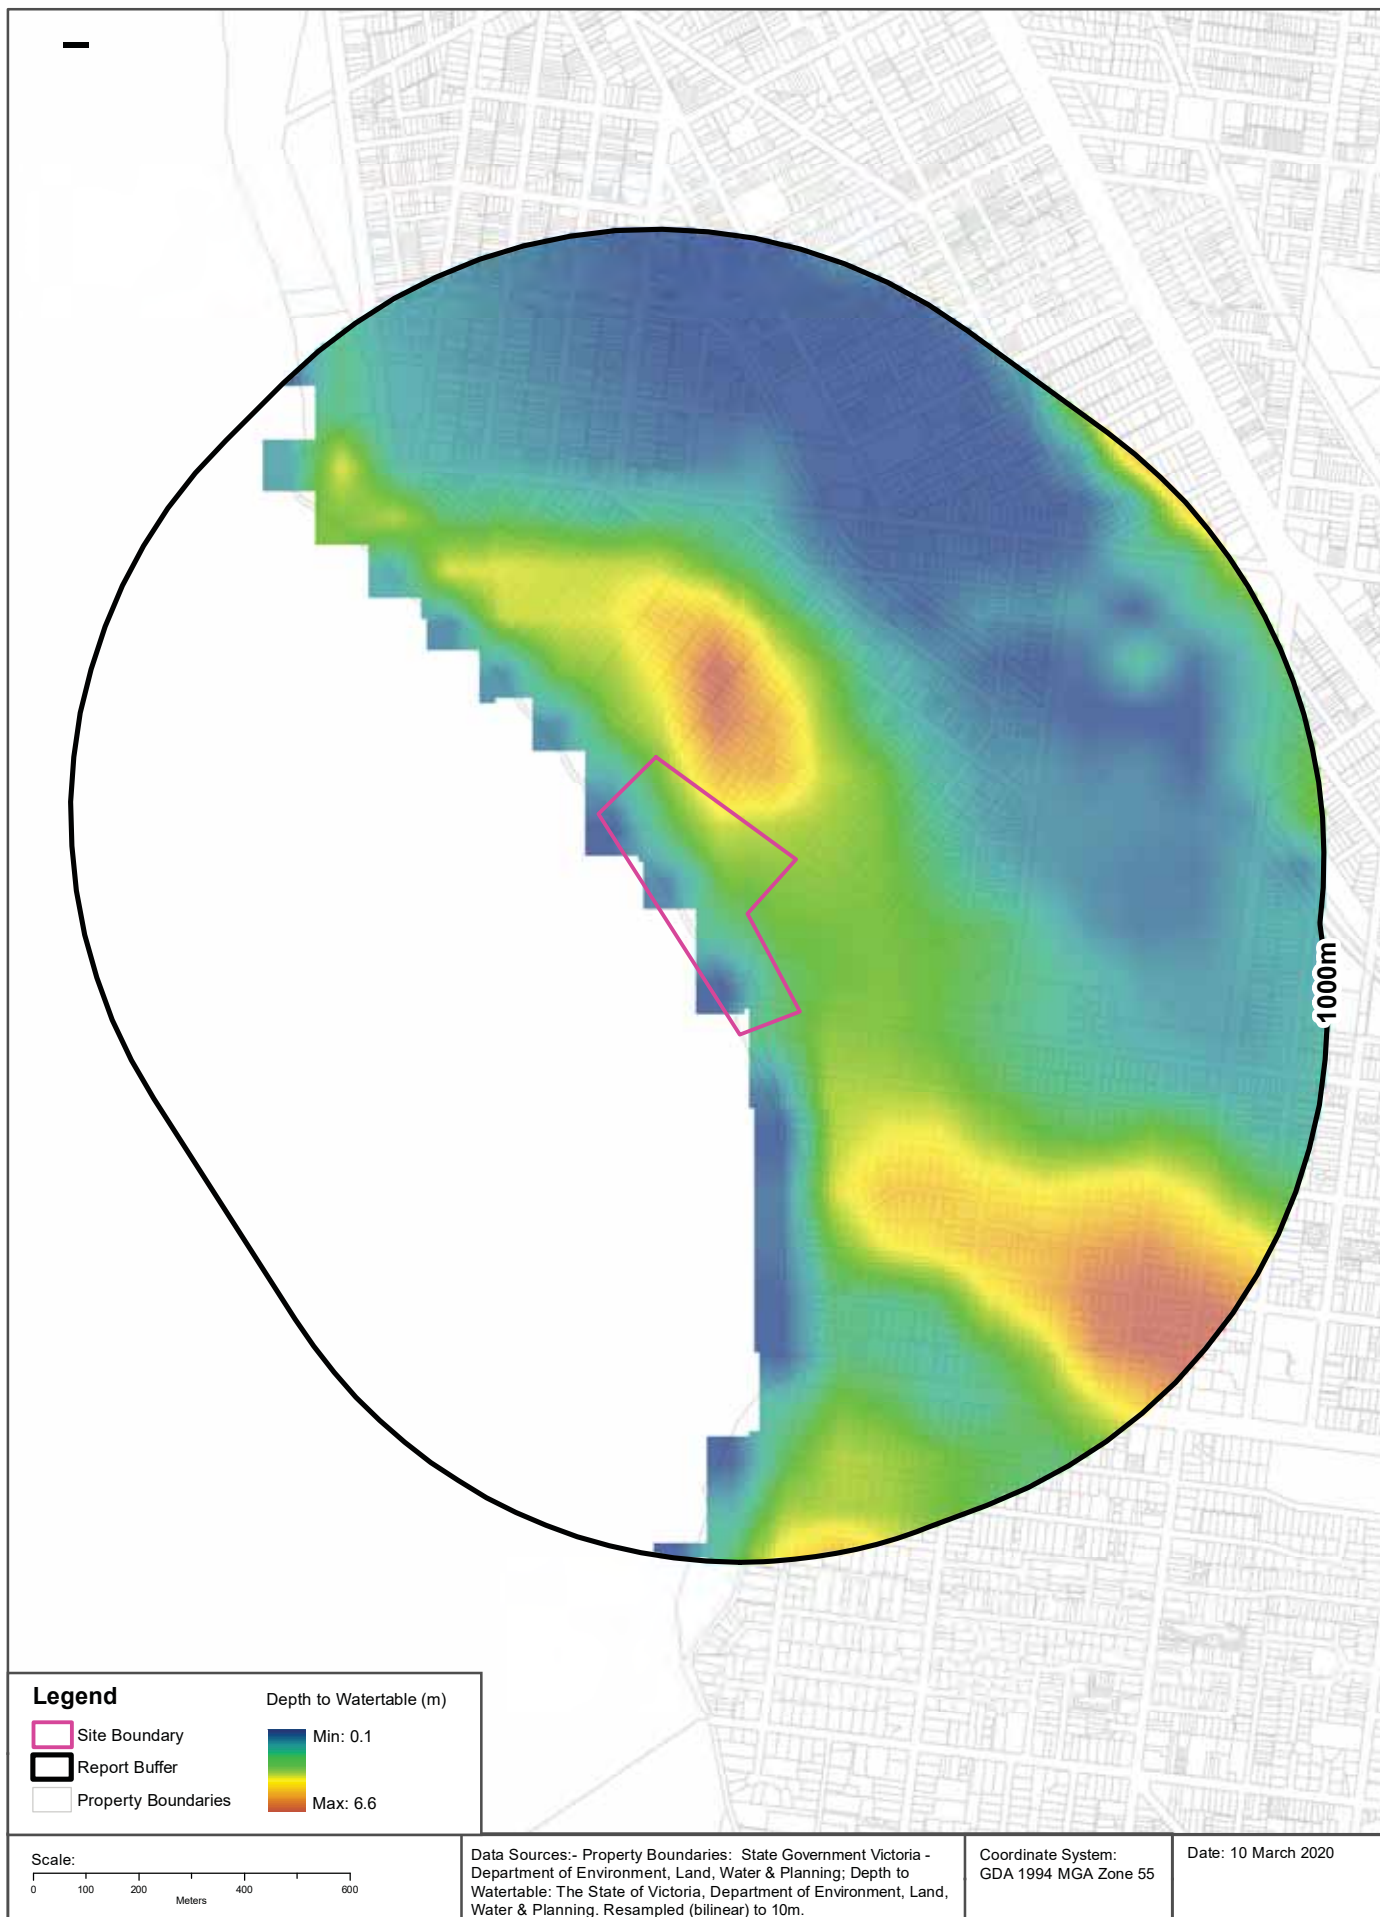 1000m
Legend
Depth to Watertable (m)
Site Boundary
Report Buffer
Property Boundaries
Min: 0.1
Max: 6.6
Scale:
0 100 200 400 600
Meters
Data Sources:- Property Boundaries: State Government Victoria -
Department of Environment, Land, Water & Planning; Depth to
Watertable: The State of Victoria, Department of Environment, Land,
Water & Planning. Resampled (bilinear) to 10m.
Coordinate System:
GDA 1994 MGA Zone 55
Date: 10 March 2020